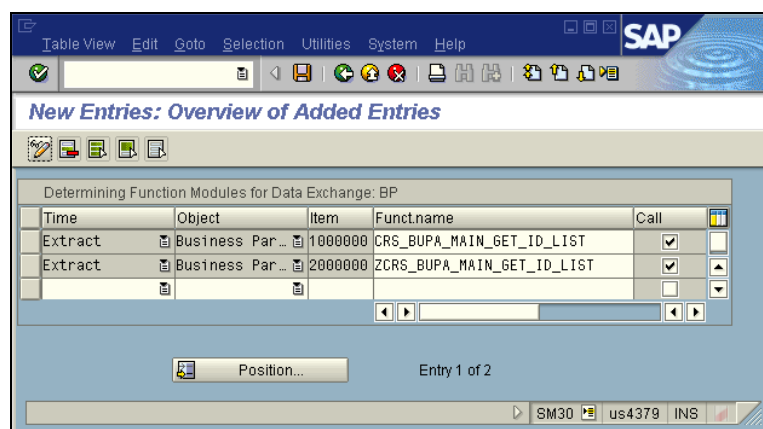 Table View Edit Goto Selection Utilities System Help
SAP
New Entries: Overview of Added Entries
Determining Function Modules for Data Exchange: BP
Time Object Item Funct.name Call
Extract Business Par… 1000000 CRS_BUPA_MAIN_GET_ID_LIST
Extract Business Par… 2000000 ZCRS_BUPA_MAIN_GET_ID_LIST
Position... Entry 1 of 2
SM30 us4379 INS